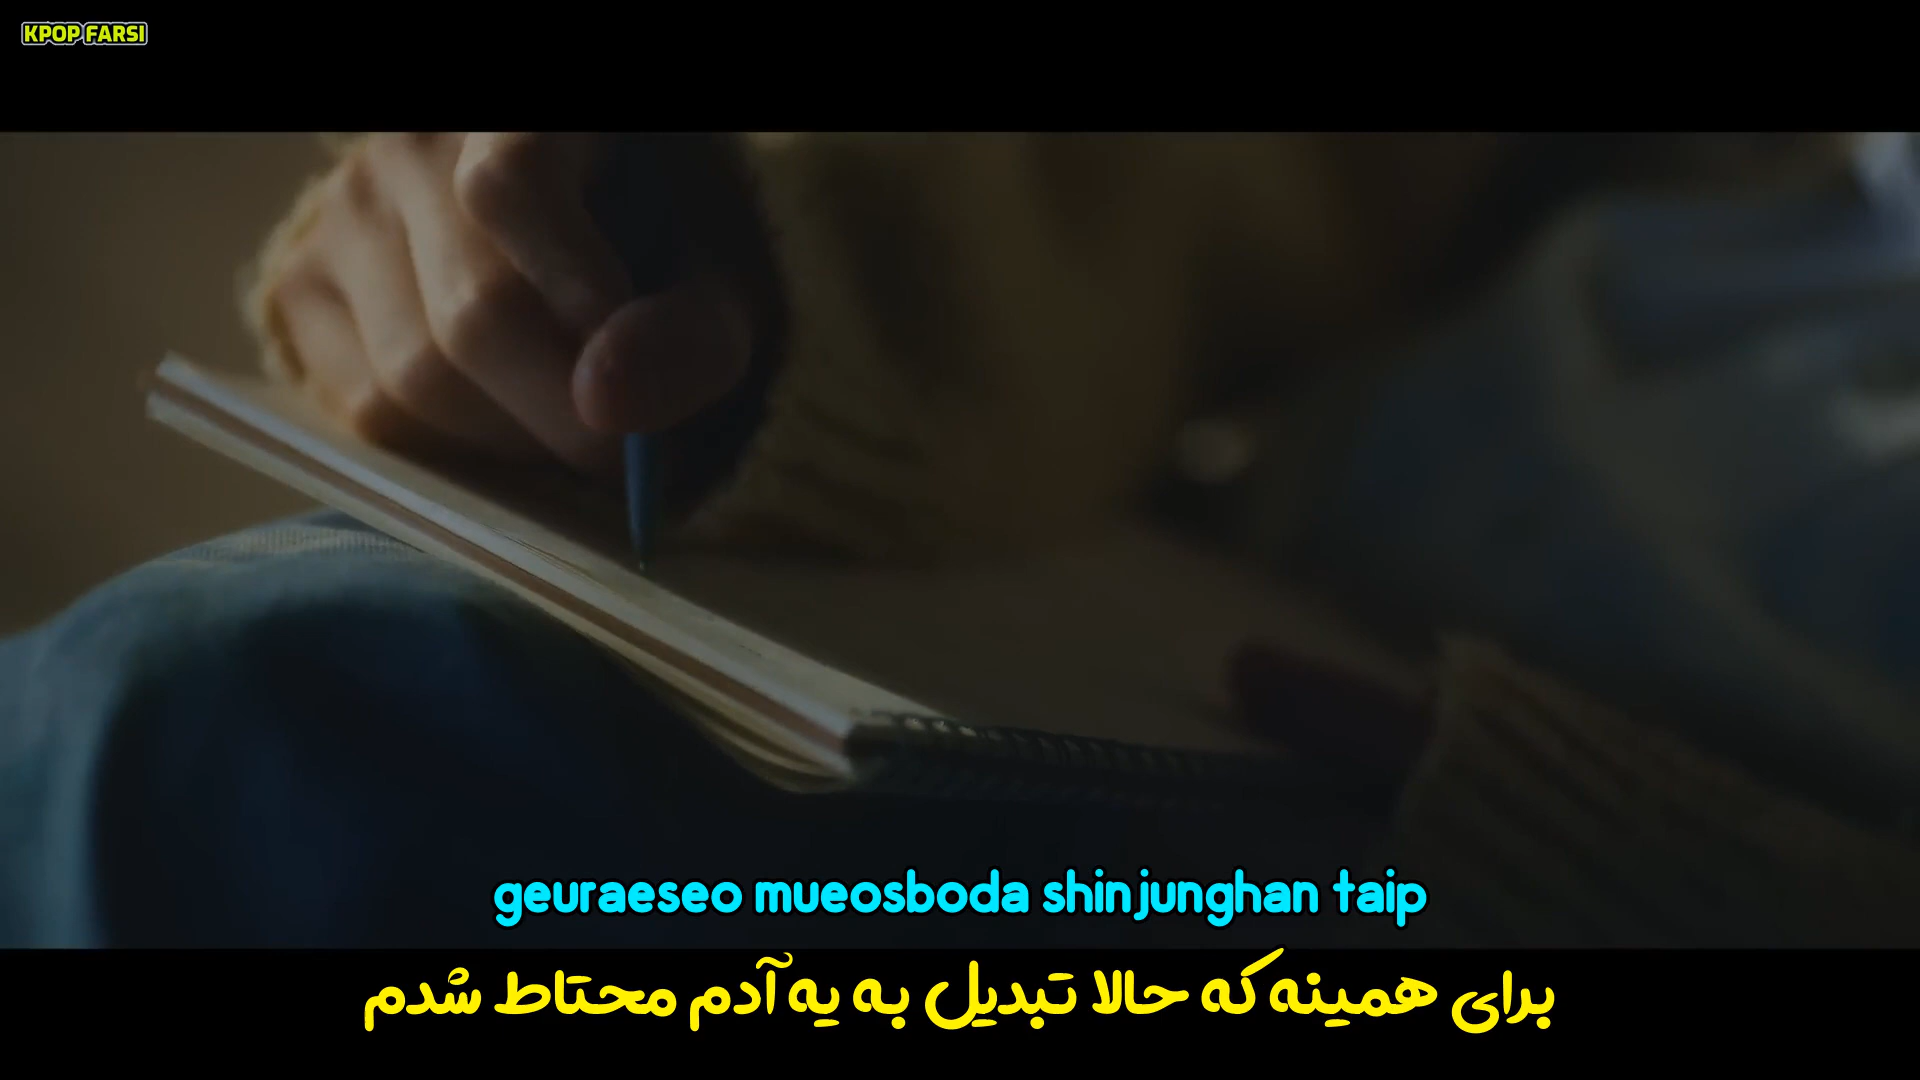 KPOP FARSI
geuraeseo mueosboda shinjunghan taip
برای همینه که حالا تبدیل به یه آدم محتاط شدم